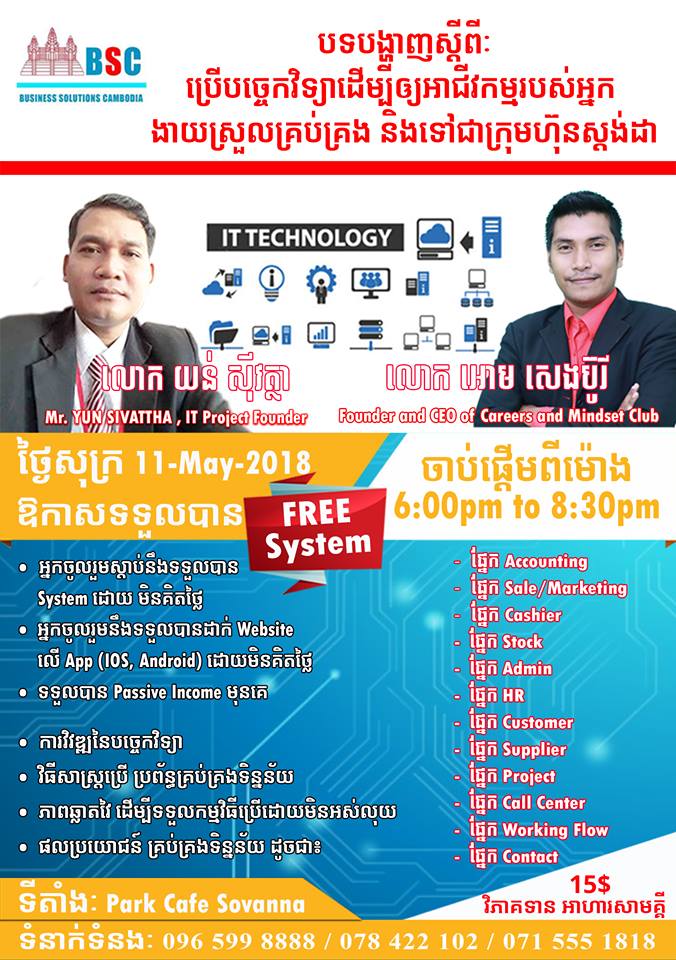 BSC
BUSINESS SOLUTIONS CAMBODIA
បទបង្ហាញស្តីពីៈ
ប្រើបច្ចេកវិទ្យាដើម្បីឲ្យអាជីវកម្មរបស់អ្នក
ងាយស្រួលគ្រប់គ្រង និងទៅជាក្រុមហ៊ុនស្តង់ដា
IT TECHNOLOGY
លោក យន់ ស៊ីវត្ថា
Mr. YUN SIVATTHA , IT Project Founder
លោក អោម សេងប៊ូរី
Founder and CEO of Careers and Mindset Club
ថ្ងៃសុក្រ 11-May-2018
ឱកាសទទួលបាន
FREE
System
ចាប់ផ្តើមពីម៉ោង
6:00pm to 8:30pm
• អ្នកចូលរួមស្តាប់នឹងទទួលបាន
System ដោយ មិនគិតថ្លៃ
• អ្នកចូលរួមនឹងទទួលបានដាក់ Website
លើ App (IOS, Android) ដោយមិនគិតថ្លៃ
• ទទួលបាន Passive Income មុនគេ
• ការវិវឌ្ឍនៃបច្ចេកវិទ្យា
• វិធីសាស្ត្រប្រើ ប្រព័ន្ធគ្រប់គ្រងទិន្នន័យ
• ភាពឆ្លាតវៃ ដើម្បីទទួលកម្មវិធីប្រើដោយមិនអស់លុយ
• ផលប្រយោជន៍ គ្រប់គ្រងទិន្នន័យ ដូចជា៖
- ផ្នែក Accounting
- ផ្នែក Sale/Marketing
- ផ្នែក Cashier
- ផ្នែក Stock
- ផ្នែក Admin
- ផ្នែក HR
- ផ្នែក Customer
- ផ្នែក Supplier
- ផ្នែក Project
- ផ្នែក Call Center
- ផ្នែក Working Flow
- ផ្នែក Contact
15$
វិភាគទាន អាហារសាមគ្គី
ទីតាំងៈ Park Cafe Sovanna
ទំនាក់ទំនងៈ 096 599 8888 / 078 422 102 / 071 555 1818